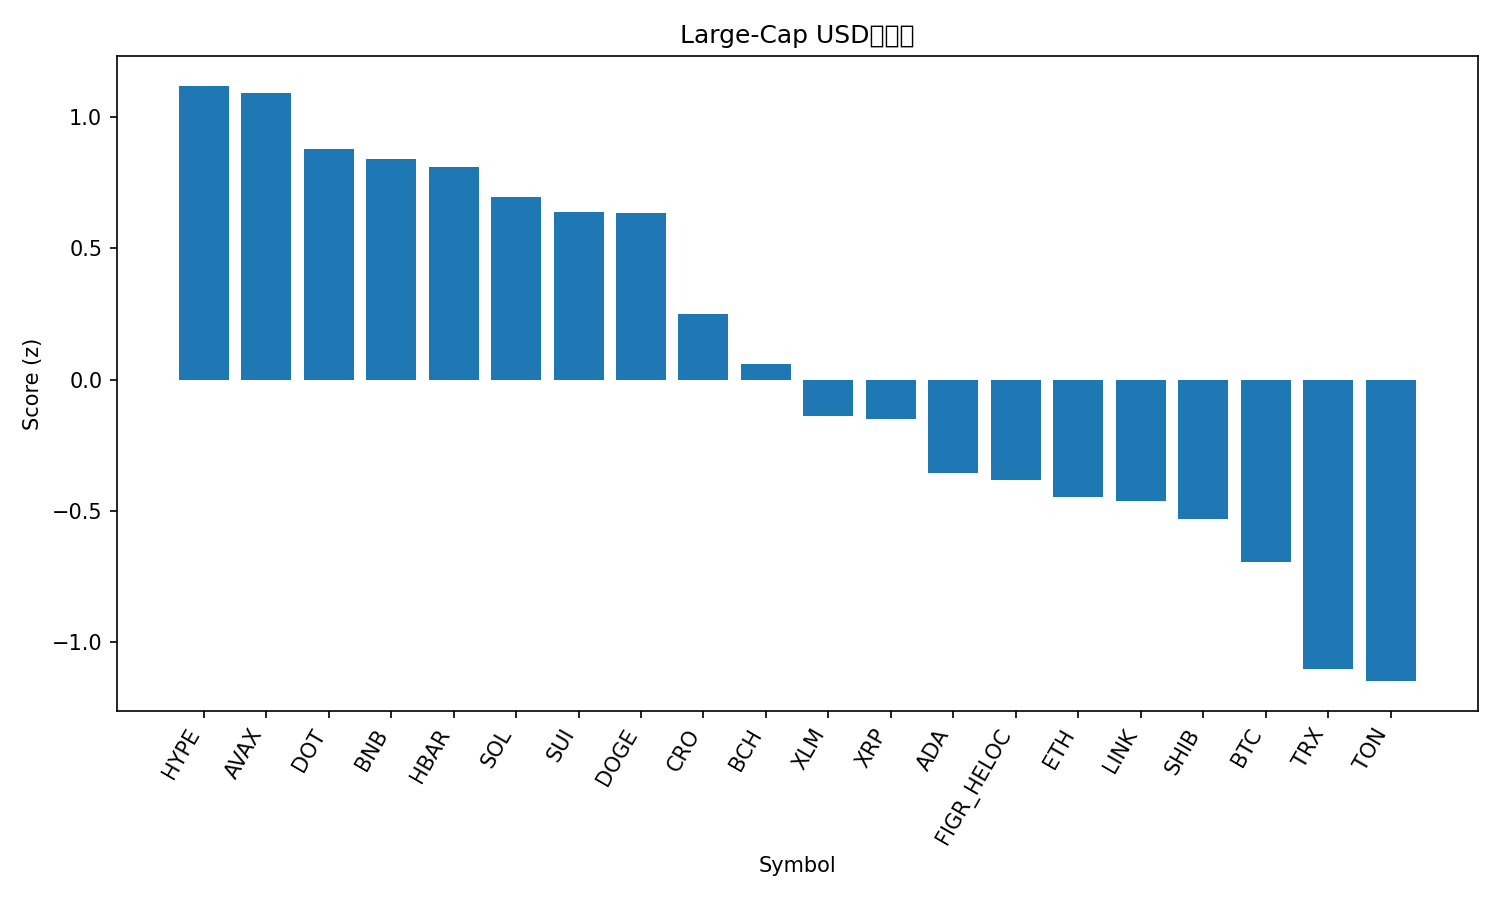 Large-Cap USD
Score (z)
1.0
0.5
0.0
−0.5
−1.0
HYPE
AVAX
DOT
BNB
HBAR
SOL
SUI
DOGE
CRO
BCH
XLM
XRP
ADA
FIGR_HELOC
ETH
LINK
SHIB
BTC
TRX
TON
Symbol